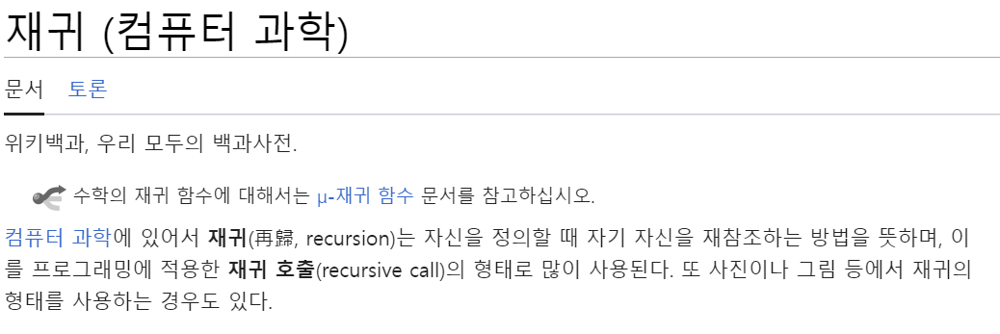 재귀 (컴퓨터 과학)
문서 토론
위키백과, 우리 모두의 백과사전.
수학의 재귀 함수에 대해서는 μ-재귀 함수 문서를 참고하십시오.
컴퓨터 과학에 있어서 재귀(再歸, recursion)는 자신을 정의할 때 자기 자신을 재참조하는 방법을 뜻하며, 이
를 프로그래밍에 적용한 재귀 호출(recursive call)의 형태로 많이 사용된다. 또 사진이나 그림 등에서 재귀의
형태를 사용하는 경우도 있다.